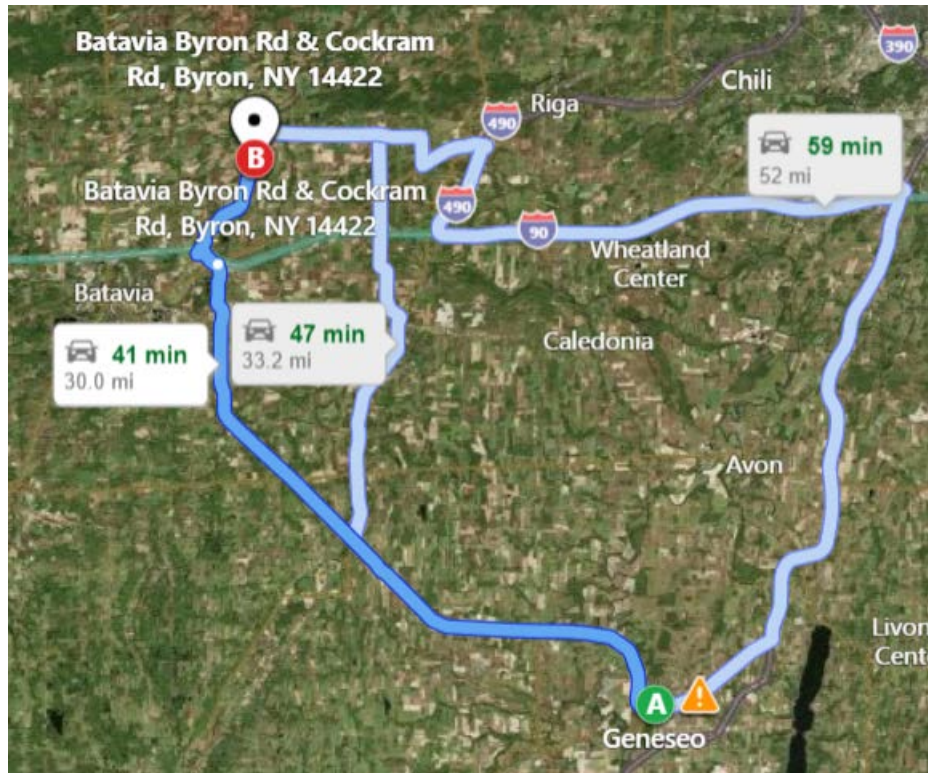 Batavia Byron Rd & Cockram
Rd, Byron, NY 14422
390
Chili
Riga
490
B
59 min
52 mi
Batavia Byron Rd & Cockram
Rd, Byron, NY 14422
490
90
Wheatland
Center
Batavia
47 min
33.2 mi
41 min
30.0 mi
Caledonia
Avon
Livon
Cent
A
!
Geneseo